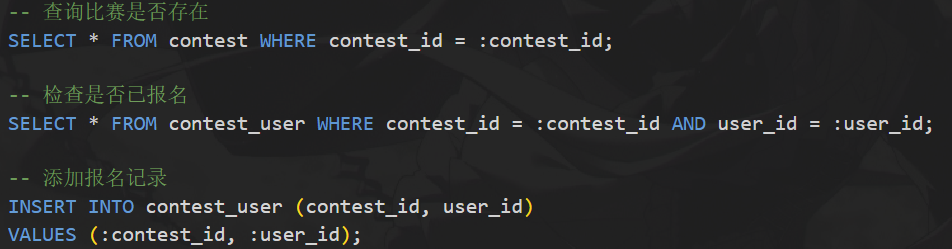 -- 查询比赛是否存在
SELECT * FROM contest WHERE contest_id = :contest_id;
-- 检查是否已报名
SELECT * FROM contest_user WHERE contest_id = :contest_id AND user_id = :user_id;
-- 添加报名记录
INSERT INTO contest_user (contest_id, user_id)
VALUES (:contest_id, :user_id);